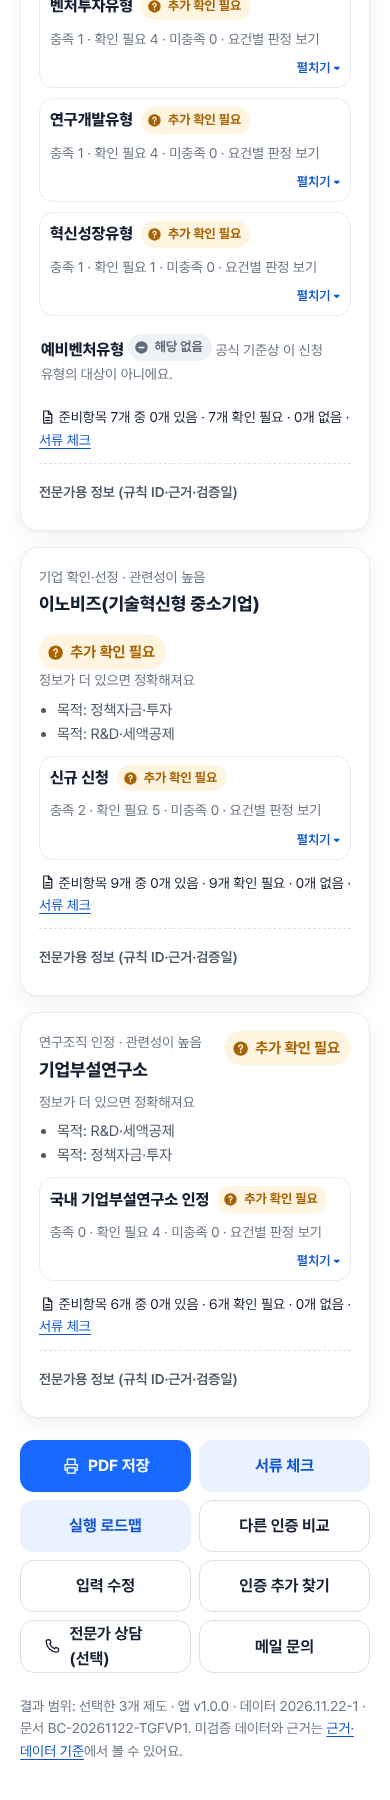 벤처투자유형 추가 확인 필요
충족 1 · 확인 필요 4 · 미충족 0 · 요건별 판정 보기
펼치기
연구개발유형 추가 확인 필요
충족 1 · 확인 필요 4 · 미충족 0 · 요건별 판정 보기
펼치기
혁신성장유형 추가 확인 필요
충족 1 · 확인 필요 1 · 미충족 0 · 요건별 판정 보기
펼치기
예비벤처유형 해당 없음 공식 기준상 이 신청
유형의 대상이 아니에요.
준비항목 7개 중 0개 있음 · 7개 확인 필요 · 0개 없음 ·
서류 체크
전문가용 정보 (규칙 ID·근거·검증일)
기업 확인·선정 · 관련성이 높음
이노비즈(기술혁신형 중소기업)
추가 확인 필요
정보가 더 있으면 정확해져요
• 목적: 정책자금·투자
• 목적: R&D·세액공제
신규 신청 추가 확인 필요
충족 2 · 확인 필요 5 · 미충족 0 · 요건별 판정 보기
펼치기
준비항목 9개 중 0개 있음 · 9개 확인 필요 · 0개 없음 ·
서류 체크
전문가용 정보 (규칙 ID·근거·검증일)
연구조직 인정 · 관련성이 높음 추가 확인 필요
기업부설연구소
정보가 더 있으면 정확해져요
• 목적: R&D·세액공제
• 목적: 정책자금·투자
국내 기업부설연구소 인정 추가 확인 필요
충족 0 · 확인 필요 4 · 미충족 0 · 요건별 판정 보기
펼치기
준비항목 6개 중 0개 있음 · 6개 확인 필요 · 0개 없음 ·
서류 체크
전문가용 정보 (규칙 ID·근거·검증일)
PDF 저장 서류 체크
실행 로드맵 다른 인증 비교
입력 수정 인증 추가 찾기
전문가 상담
(선택)
메일 문의
결과 범위: 선택한 3개 제도 · 앱 v1.0.0 · 데이터 2026.11.22-1 ·
문서 BC-20261122-TGFVP1. 미검증 데이터와 근거는 근거·
데이터 기준에서 볼 수 있어요.